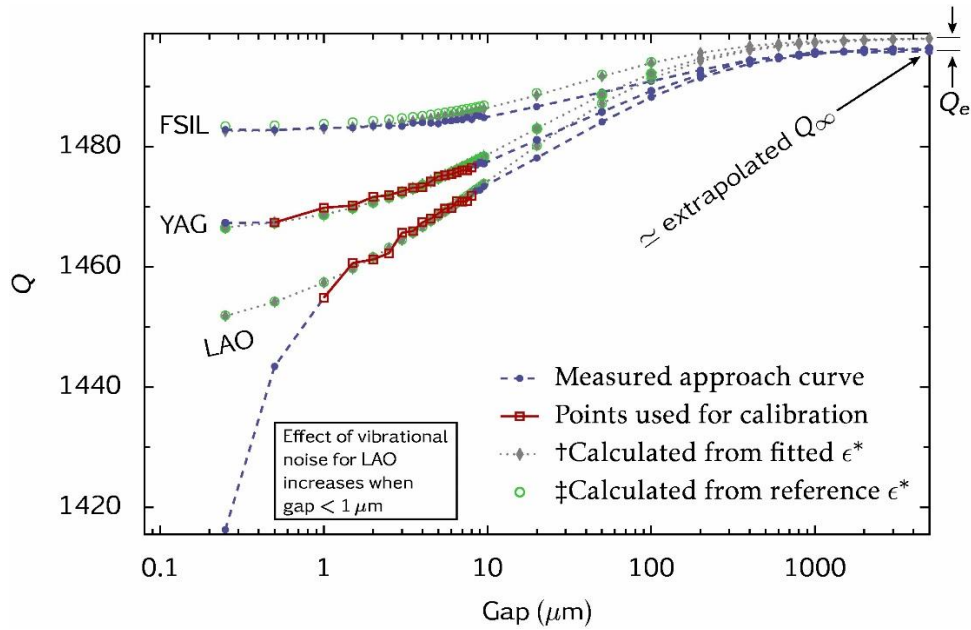 FSIL
YAG
LAO
Q
1480
1460
1440
1420
≃ extrapolated Q∞
Qe
Measured approach curve
Points used for calibration
†Calculated from fitted ϵ*
‡Calculated from reference ϵ*
Effect of vibrational
noise for LAO
increases when
gap < 1 μm
0.1 1 10 100 1000
Gap (μm)